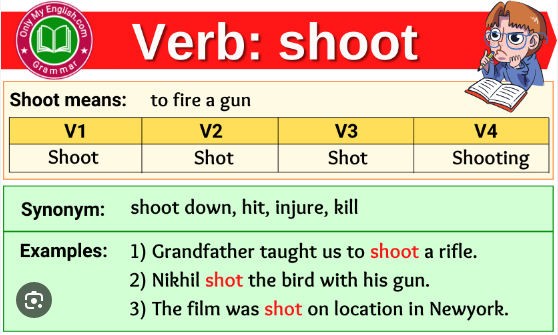 Only My English.com
Grammar
Verb: shoot
Shoot means: to fire a gun
V1 V2 V3 V4
Shoot Shot Shot Shooting
Synonym: shoot down, hit, injure, kill
Examples: 1) Grandfather taught us to shoot a rifle.
2) Nikhil shot the bird with his gun.
3) The film was shot on location in Newyork.